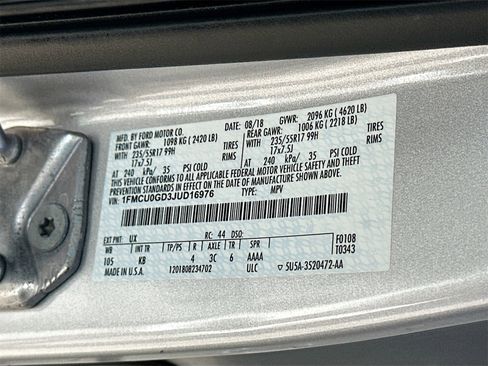 MFD. BY FORD MOTOR CO. 08/18 GVWR: 2096 KG ( 4620 LB)
FRONT GAWR: 1098 KG ( 2420 LB) REAR GAWR: 1006 KG ( 2218 LB)
WITH 235/55R17 99H TIRES WITH 235/55R17 99H TIRES
17x7.5J RIMS 17x7.5J RIMS
AT 240 kPa/ 35 PSI COLD AT 240 kPa/ 35 PSI COLD
THIS VEHICLE CONFORMS TO ALL APPLICABLE FEDERAL MOTOR VEHICLE SAFETY AND THEFT
PREVENTION STANDARDS IN EFFECT ON THE DATE OF MANUFACTURE SHOWN ABOVE.
VIN: 1FMCU0GD3JUD16976 TYPE: MPV
EXT PNT: UX RC: 44 DSO: F0108
WB INT TR TP/PS R AXLE TR SPR T0343
105 KB 4 3C 6 AAAA
MADE IN U.S.A. 1201808234702 ULC 5U5A-3520472-AA